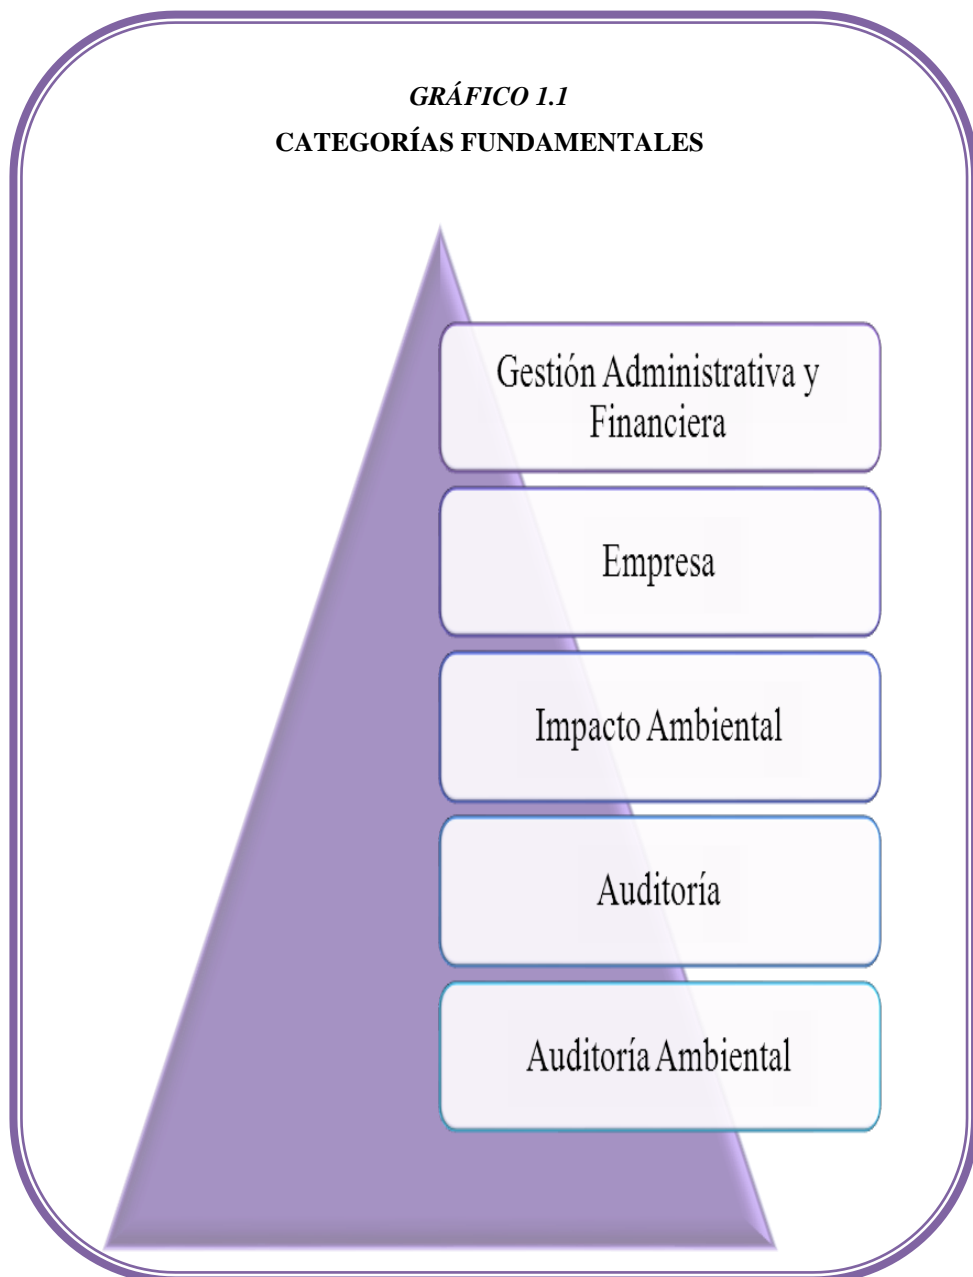 GRÁFICO 1.1
CATEGORÍAS FUNDAMENTALES
Gestión Administrativa y
Financiera
Empresa
Impacto Ambiental
Auditoría
Auditoría Ambiental